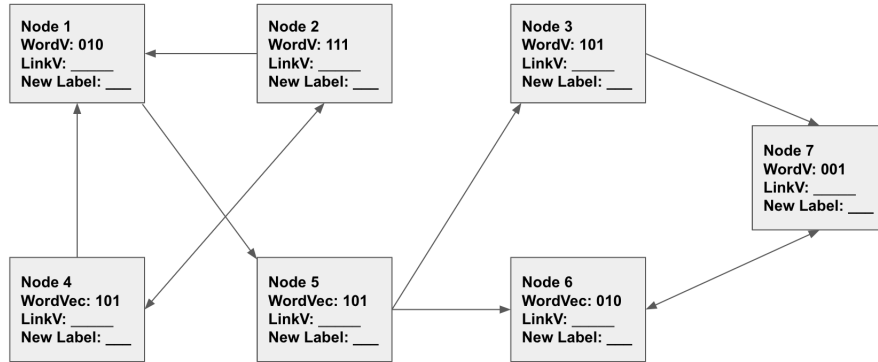 Node 1
WordV: 010
LinkV: _____
New Label: ___
Node 2
WordV: 111
LinkV: _____
New Label: ___
Node 3
WordV: 101
LinkV: _____
New Label: ___
Node 7
WordV: 001
LinkV: _____
New Label: ___
Node 4
WordVec: 101
LinkV: _____
New Label: ___
Node 5
WordVec: 101
LinkV: _____
New Label: ___
Node 6
WordVec: 010
LinkV: _____
New Label: ___